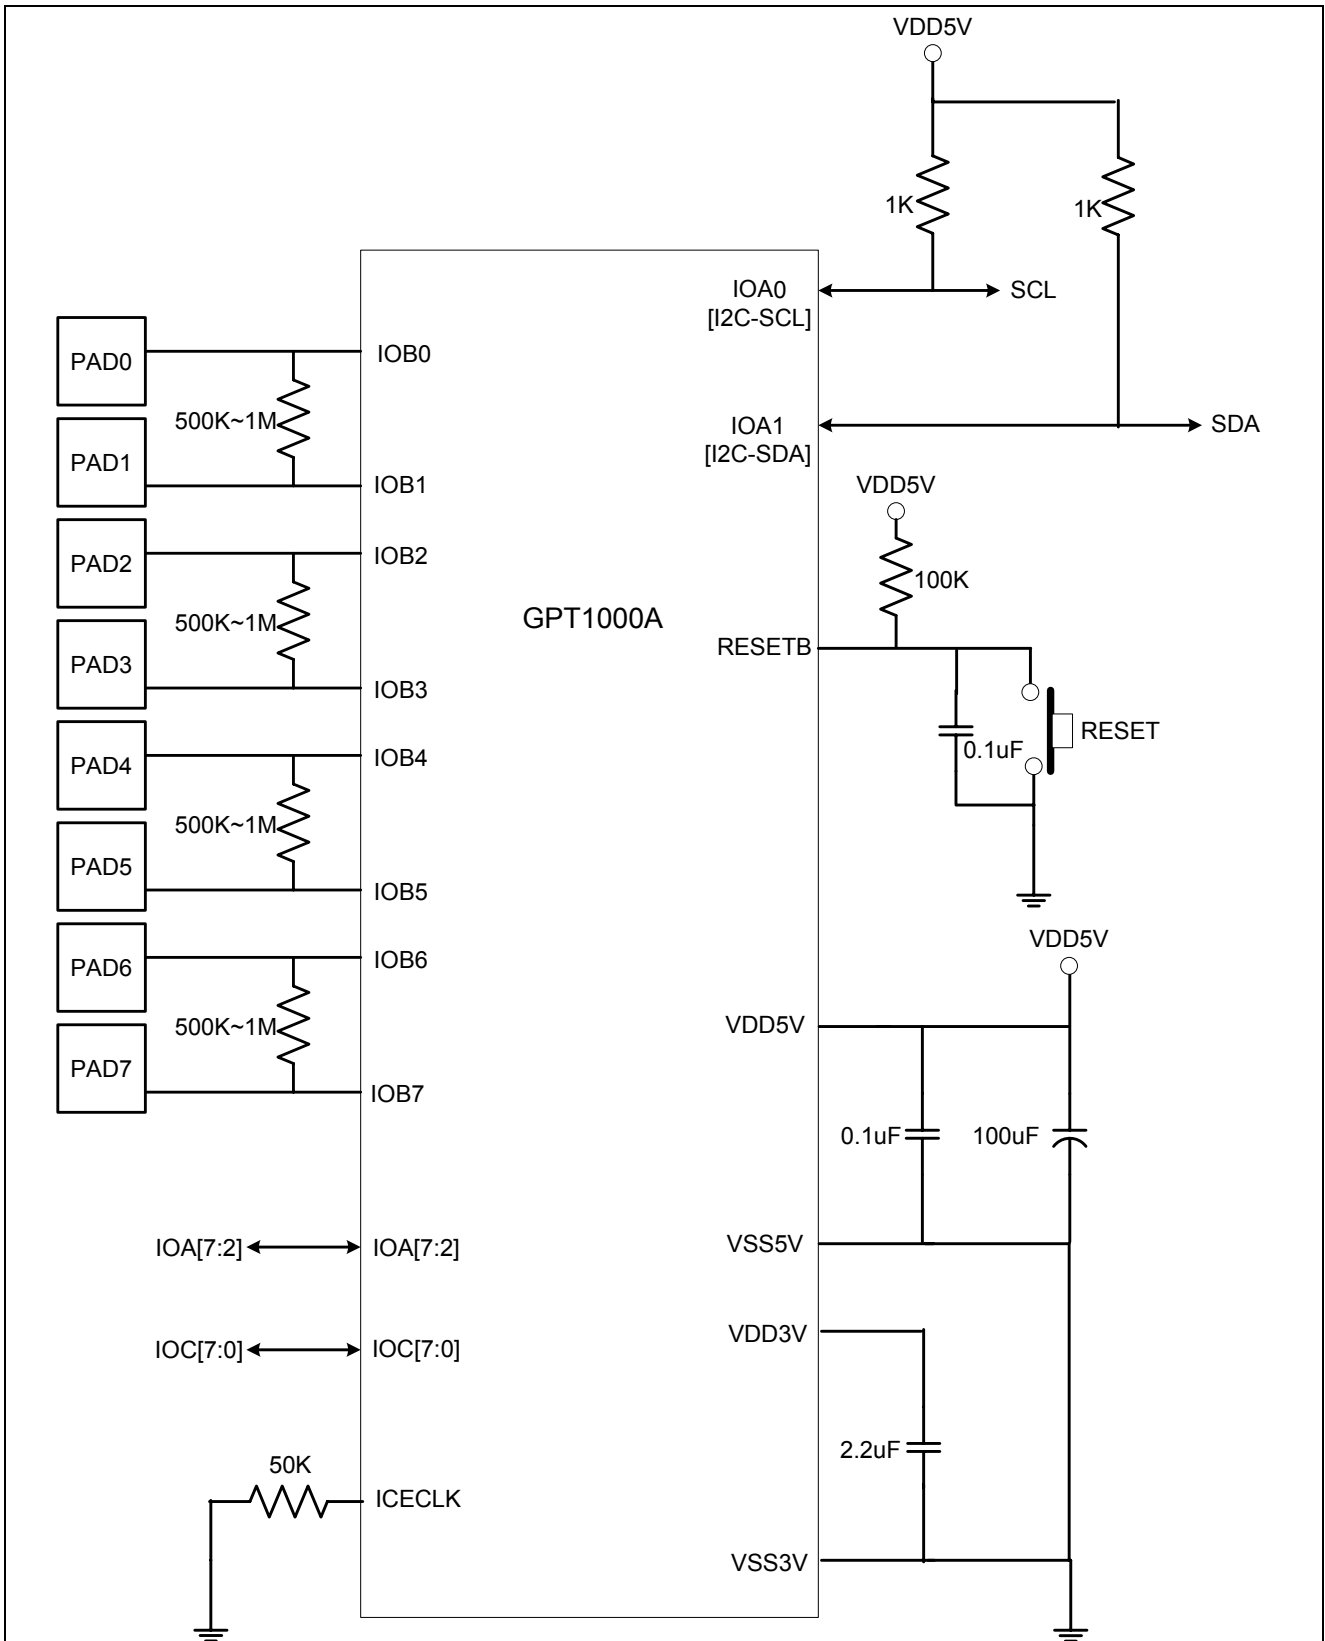 VDD5V
1K
1K
IOA0
[I2C-SCL]
SCL
IOA1
[I2C-SDA]
SDA
PAD0
IOB0
500K~1M
PAD1
IOB1
PAD2
IOB2
500K~1M
PAD3
IOB3
PAD4
IOB4
500K~1M
PAD5
IOB5
PAD6
IOB6
500K~1M
PAD7
IOB7
GPT1000A
VDD5V
100K
RESETB
0.1uF
RESET
VDD5V
VDD5V
0.1uF
100uF
VSS5V
IOA[7:2]
IOA[7:2]
IOC[7:0]
IOC[7:0]
VDD3V
2.2uF
50K
ICECLK
VSS3V